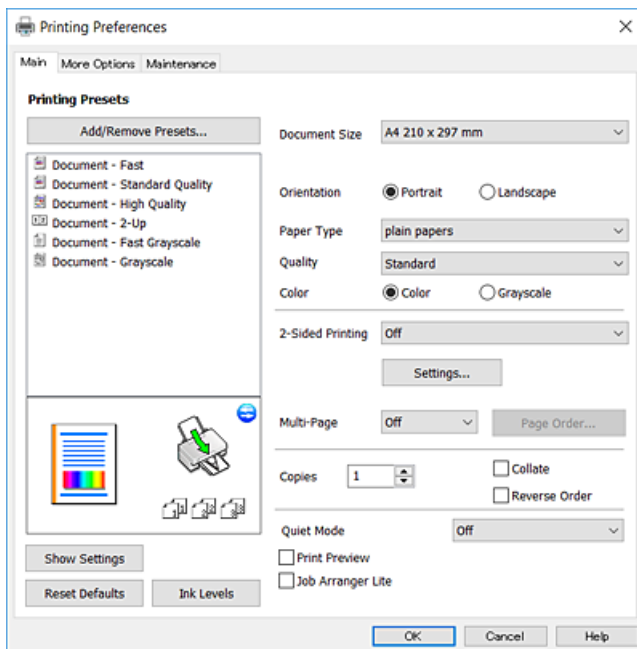 Printing Preferences
Main
More Options
Maintenance
Printing Presets
Add/Remove Presets...
Document - Fast
Document - Standard Quality
Document - High Quality
Document - 2-Up
Document - Fast Grayscale
Document - Grayscale
Show Settings
Reset Defaults
Ink Levels
Document Size
A4 210 x 297 mm
Orientation
Portrait
Landscape
Paper Type
plain papers
Quality
Standard
Color
Color
Grayscale
2-Sided Printing
Off
Settings...
Multi-Page
Off
Page Order...
Copies
1
Collate
Reverse Order
Quiet Mode
Off
Print Preview
Job Arranger Lite
OK
Cancel
Help